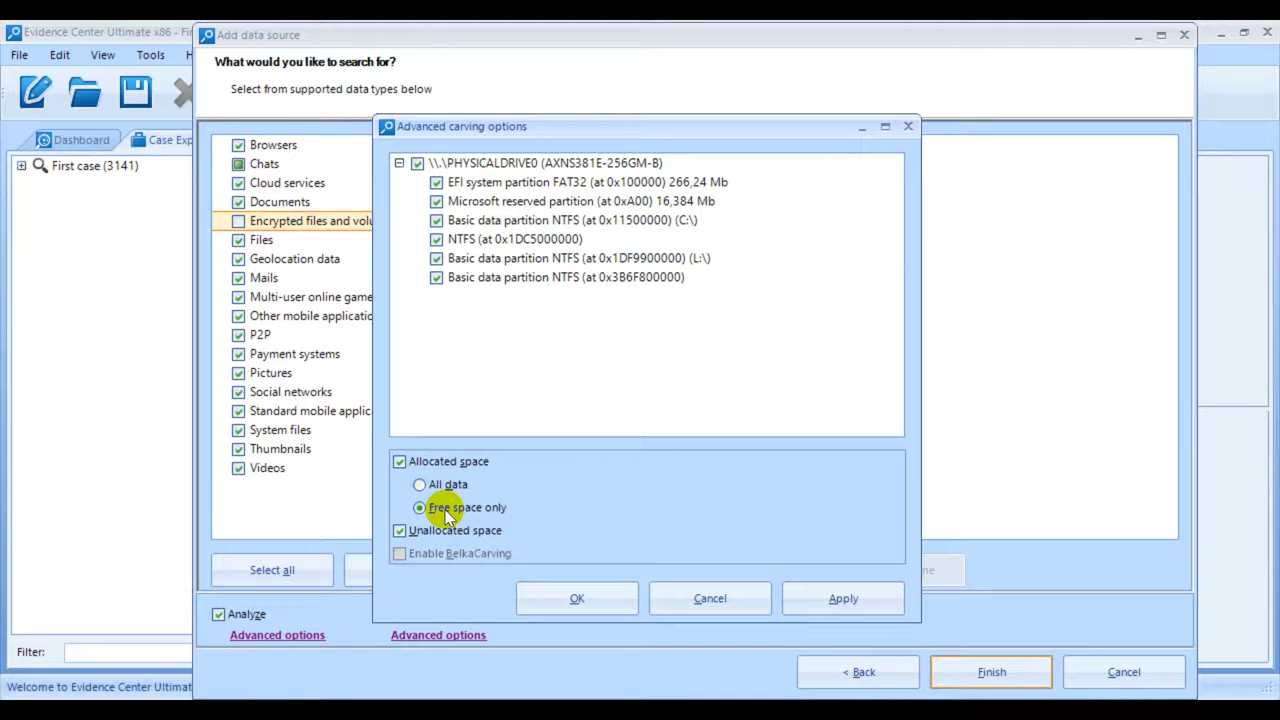 Evidence Center Ultimate x86 - Fi
Add data source
File Edit View Tools H
What would you like to search for?
Select from supported data types below
Dashboard
Case Exp
First case (3141)
Browsers
Chats
Cloud services
Documents
Encrypted files and volu
Files
Geolocation data
Mails
Multi-user online game
Other mobile applicatio
P2P
Payment systems
Pictures
Social networks
Standard mobile applic
System files
Thumbnails
Videos
Advanced carving options
\\.\PHYSICALDRIVE0 (AXNS381E-256GM-B)
EFI system partition FAT32 (at 0x100000) 266,24 Mb
Microsoft reserved partition (at 0xA00) 16,384 Mb
Basic data partition NTFS (at 0x11500000) (C:\)
NTFS (at 0x1DC5000000)
Basic data partition NTFS (at 0x1DF9900000) (L:\)
Basic data partition NTFS (at 0x3B6F800000)
Allocated space
All data
Free space only
Unallocated space
Enable BelkaCarving
OK Cancel Apply
Select all
ne
Analyze
Advanced options
Advanced options
Filter:
< Back Finish Cancel
Welcome to Evidence Center Ultimat